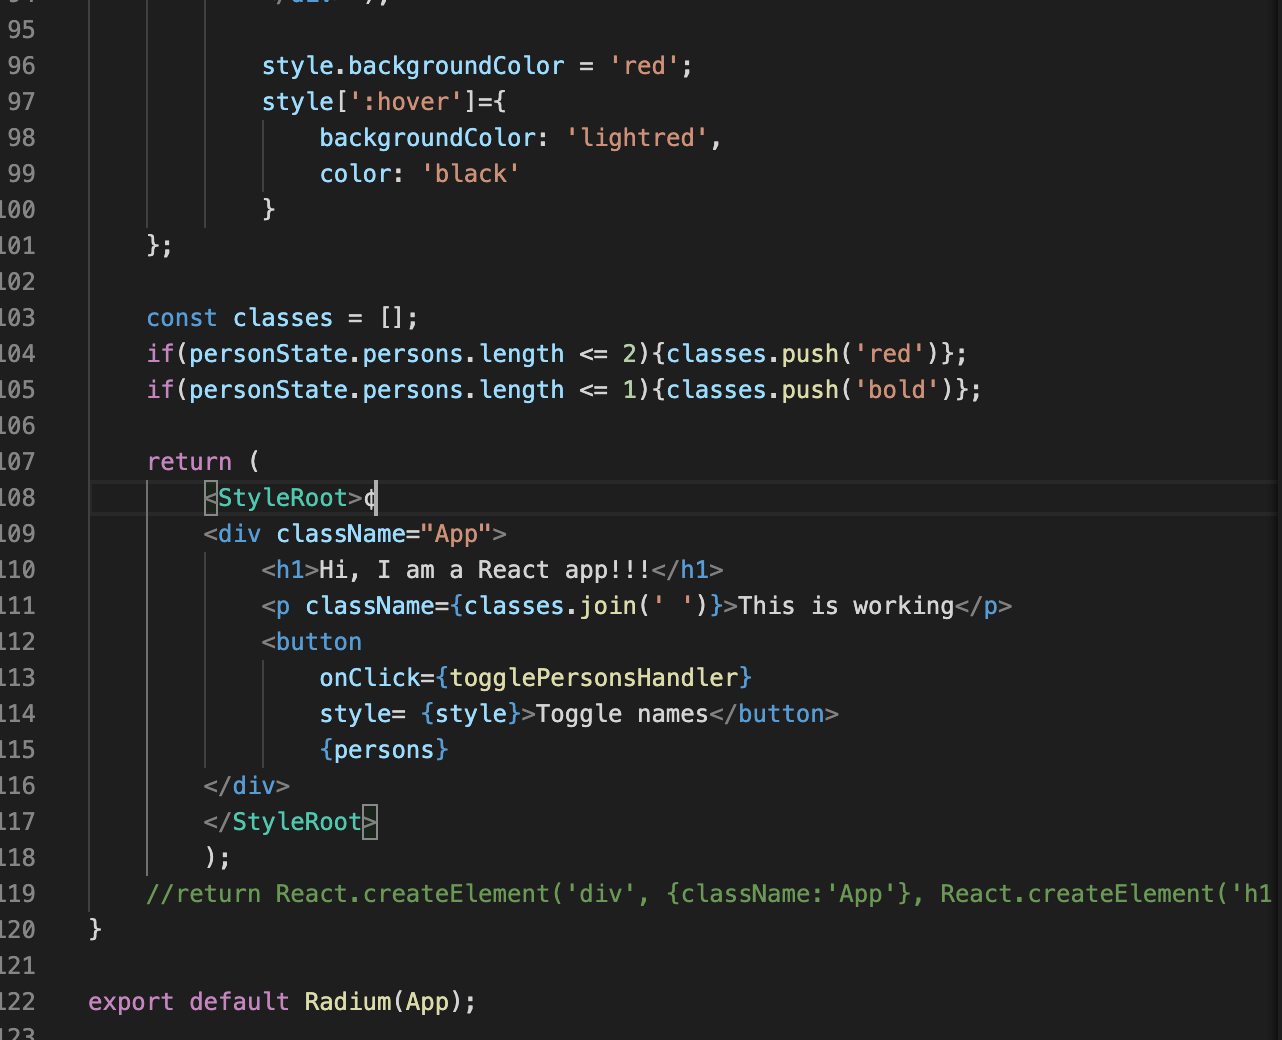 95
96 style.backgroundColor = 'red';
97 style[':hover']={
98 backgroundColor: 'lightred',
99 color: 'black'
100 }
101 };
102
103 const classes = [];
104 if(personState.persons.length <= 2){classes.push('red')};
105 if(personState.persons.length <= 1){classes.push('bold')};
106
107 return (
108 <StyleRoot>
109 <div className="App">
110 <h1>Hi, I am a React app!!!</h1>
111 <p className={classes.join(' ')}>This is working</p>
112 <button
113 onClick={togglePersonsHandler}
114 style= {style}>Toggle names</button>
115 {persons}
116 </div>
117 </StyleRoot>
118 );
119 //return React.createElement('div', {className:'App'}, React.createElement('h1
120 }
121
122 export default Radium(App);
123